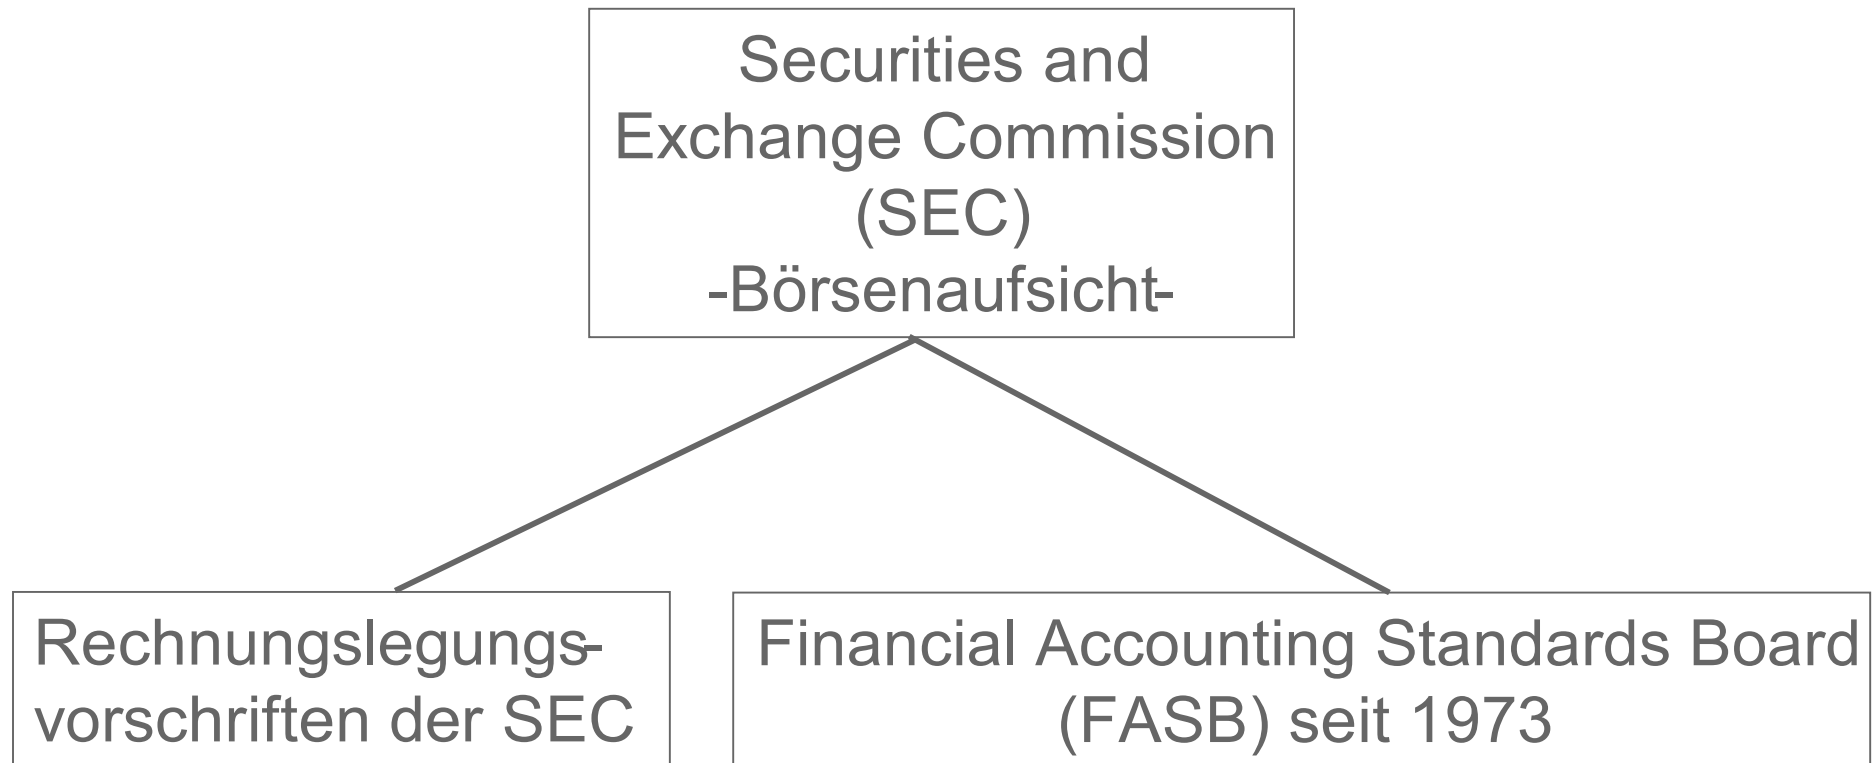 Securities and
Exchange Commission
(SEC)
-Börsenaufsicht-
Rechnungslegungs-
vorschriften der SEC
Financial Accounting Standards Board
(FASB) seit 1973